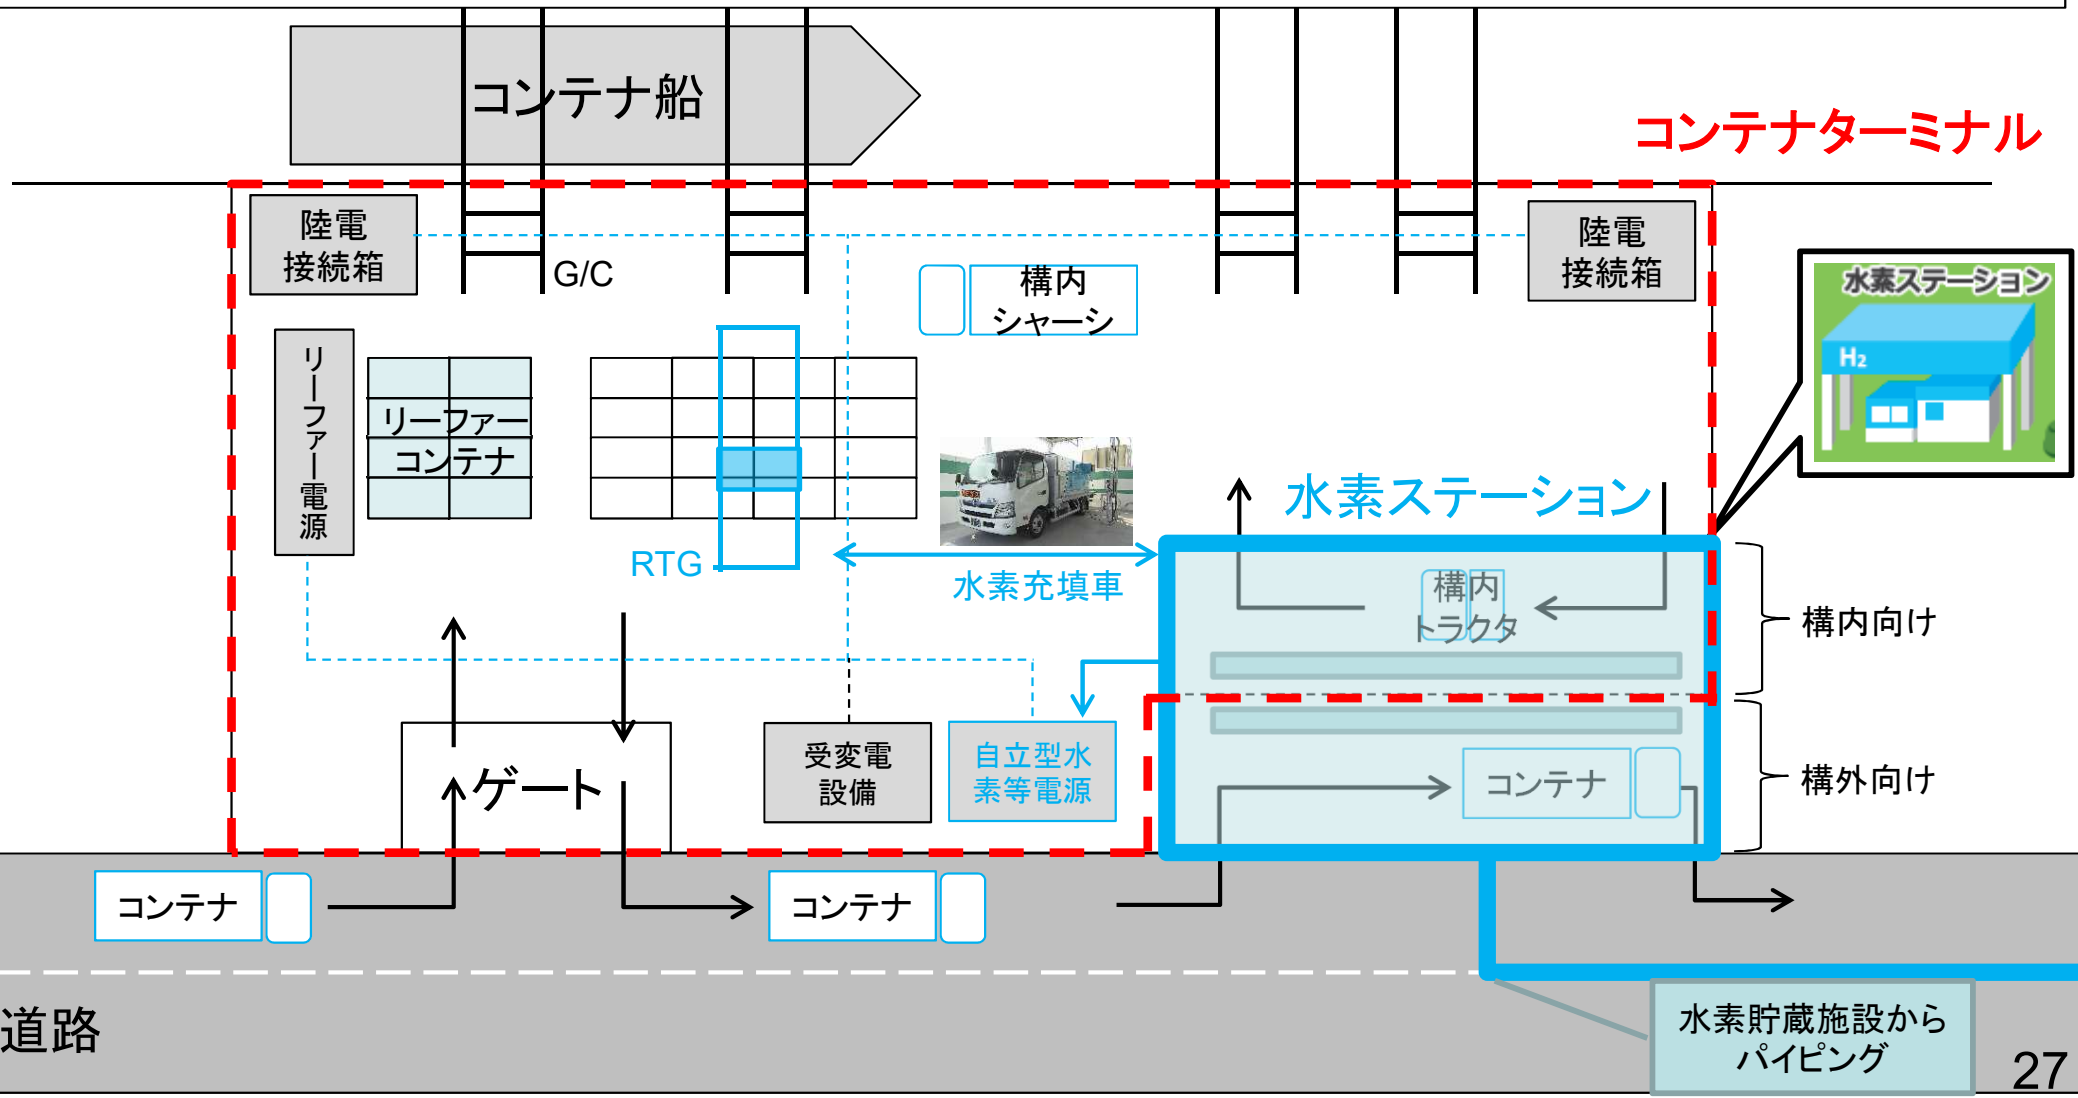 コンテナ船
コンテナターミナル
陸電
接続箱
G/C
構内
シャーシ
陸電
接続箱
水素ステーション
H2
リーファー電源
リーファー
コンテナ
RTG
水素充填車
水素ステーション
構内
トラクタ
構内向け
ゲート
受変電
設備
自立型水
素等電源
コンテナ
構外向け
コンテナ
コンテナ
道路
水素貯蔵施設から
パイピング
27